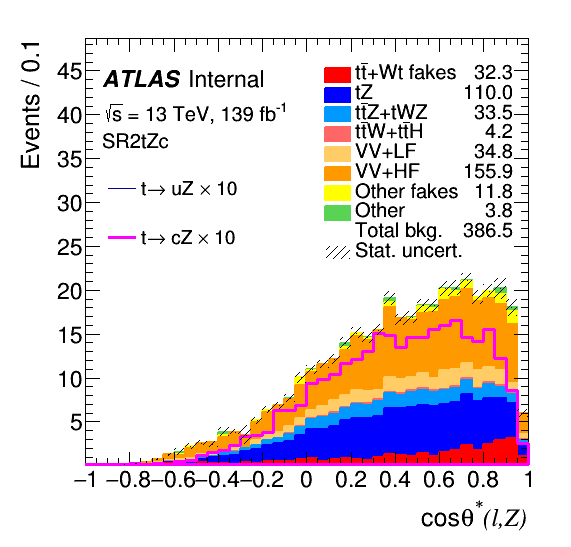 Events / 0.1
45
40
35
30
25
20
15
10
5
ATLAS Internal
√s = 13 TeV, 139 fb⁻¹
SR2tZc
t→ uZ × 10
t→ cZ × 10
tt̄+Wt fakes 32.3
tZ 110.0
tt̄Z+tWZ 33.5
tt̄W+tt̄H 4.2
VV+LF 34.8
VV+HF 155.9
Other fakes 11.8
Other 3.8
Total bkg. 386.5
Stat. uncert.
−1 −0.8 −0.6 −0.4 −0.2 0 0.2 0.4 0.6 0.8 1
cosθ*(l,Z)